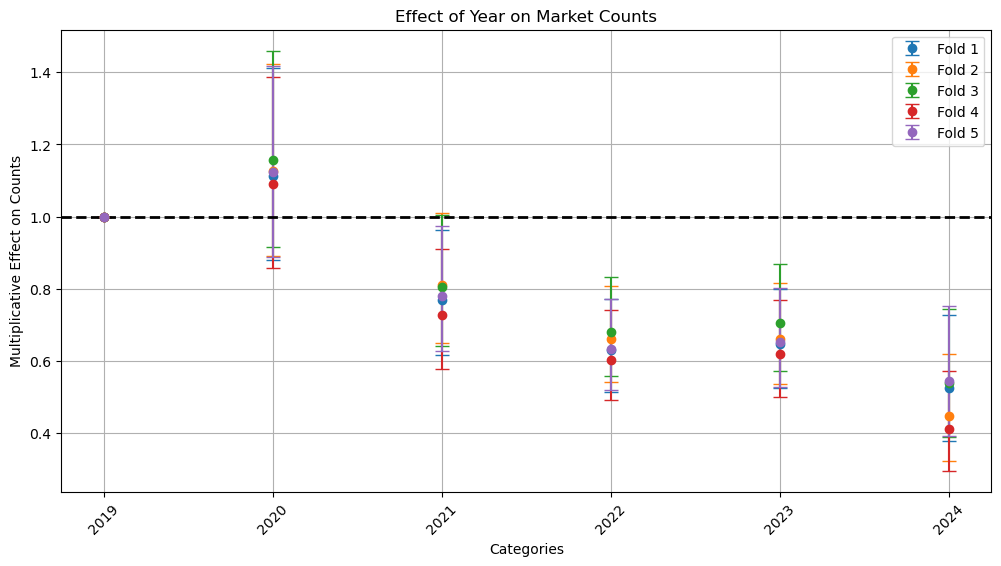 Effect of Year on Market Counts
Multiplicative Effect on Counts
1.4
1.2
1.0
0.8
0.6
0.4
Fold 1
Fold 2
Fold 3
Fold 4
Fold 5
2019
2020
2021
2022
2023
2024
Categories